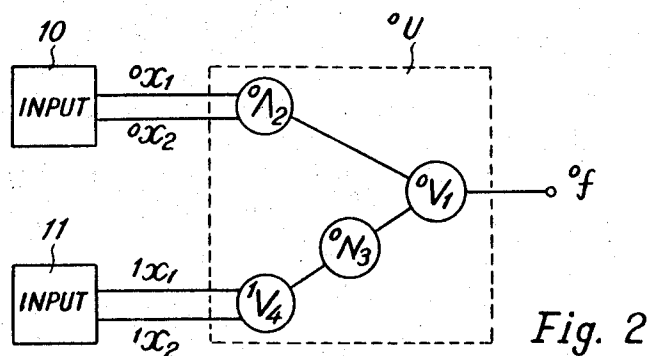 10
°U
INPUT
°x₁
°x₂
°Λ₂
°V₁
°f
°N₃
11
INPUT
¹x₁
¹x₂
¹V₄
Fig. 2